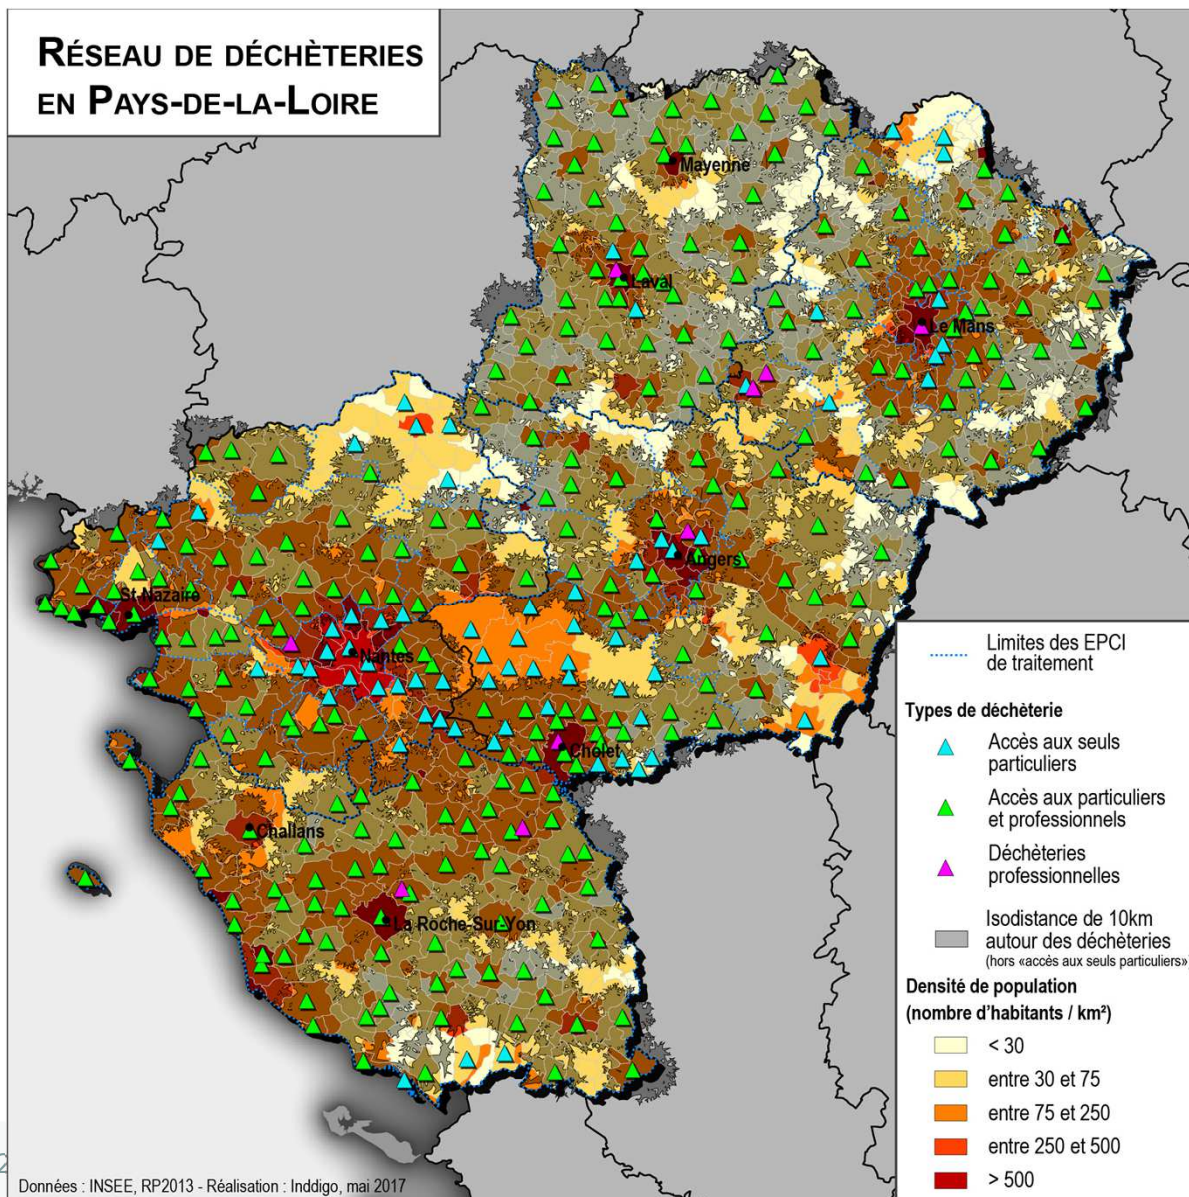 RÉSEAU DE DÉCHÈTERIES
EN PAYS-DE-LA-LOIRE
Mayenne
Laval
Le Mans
Angers
St-Nazaire
Nantes
Cholet
Challans
La Roche-Sur-Yon
Limites des EPCI
de traitement
Types de déchèterie
Accès aux seuls
particuliers
Accès aux particuliers
et professionnels
Déchèteries
professionnelles
Isodistance de 10km
autour des déchèteries
(hors «accès aux seuls particuliers»)
Densité de population
(nombre d'habitants / km²)
< 30
entre 30 et 75
entre 75 et 250
entre 250 et 500
> 500
2
Données : INSEE, RP2013 - Réalisation : Inddigo, mai 2017